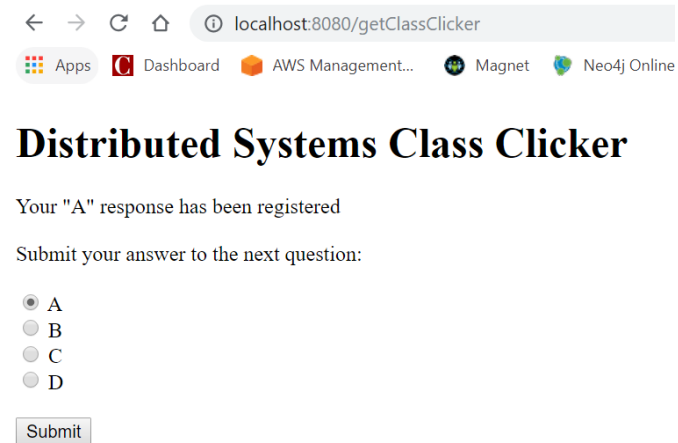 localhost:8080/getClassClicker
Apps C Dashboard AWS Management... Magnet Neo4j Online
Distributed Systems Class Clicker
Your "A" response has been registered
Submit your answer to the next question:
A
B
C
D
Submit